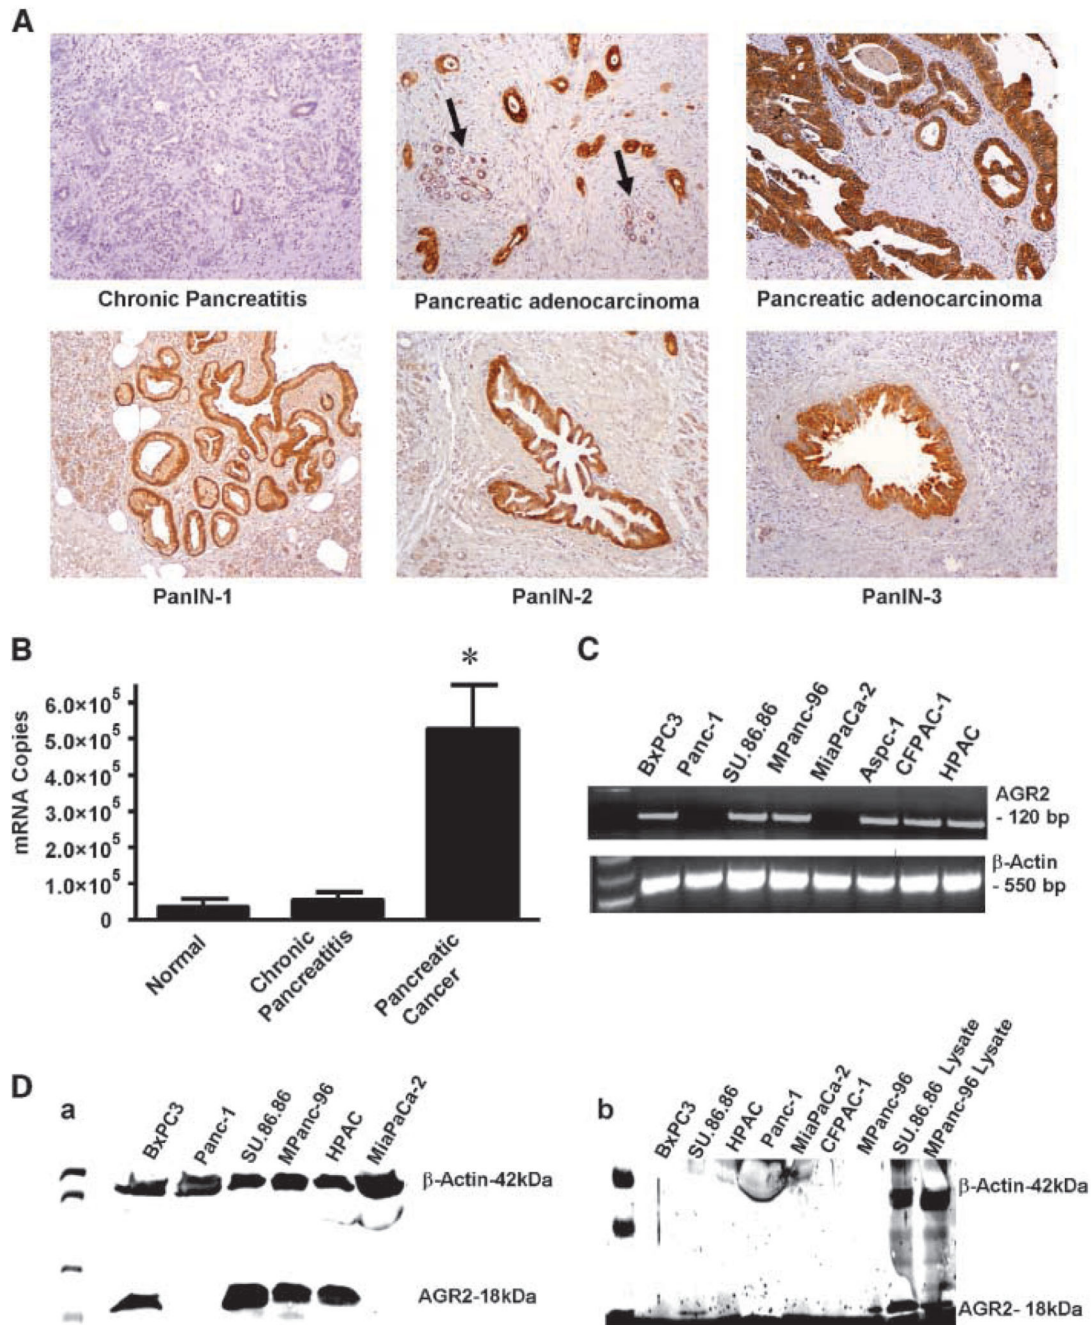 A
Chronic Pancreatitis
Pancreatic adenocarcinoma
Pancreatic adenocarcinoma
PanIN-1
PanIN-2
PanIN-3
B
*
mRNA Copies
6.0×10⁵
5.0×10⁵
4.0×10⁵
3.0×10⁵
2.0×10⁵
1.0×10⁵
0
Normal
Chronic
Pancreatitis
Pancreatic
Cancer
C
BxPC3
Panc-1
SU.86.86
MPanc-96
MiaPaCa-2
Aspc-1
CFPAC-1
HPAC
AGR2
- 120 bp
β-Actin
- 550 bp
D
a
BxPC3
Panc-1
SU.86.86
MPanc-96
HPAC
MiaPaCa-2
β-Actin-42kDa
AGR2-18kDa
b
BxPC3
SU.86.86
HPAC
Panc-1
MiaPaCa-2
CFPAC-1
MPanc-96
SU.86.86 Lysate
MPanc-96 Lysate
β-Actin-42kDa
AGR2- 18kDa